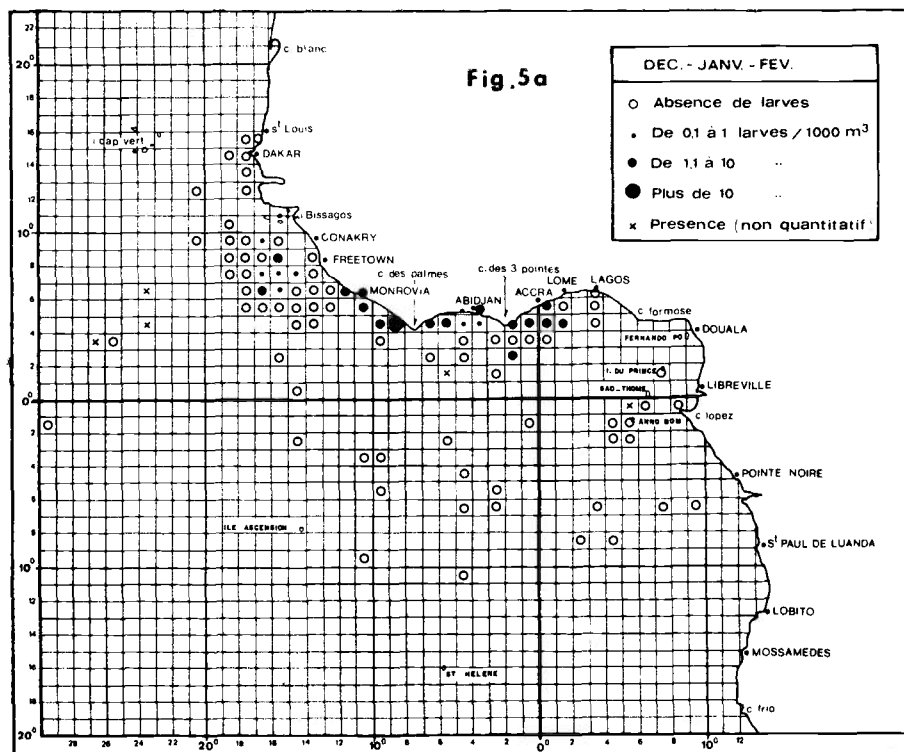 Fig.5a
DEC.- JANV. - FEV.
Absence de larves
De 0,1 à 1 larves / 1000 m³
De 1,1 à 10 "
Plus de 10 "
x Presence (non quantitatif)
c blanc
sᵗ Louis
i cap vert
DAKAR
i Bissagos
CONAKRY
FREETOWN
c. des palmes
c. des 3 pointes
MONROVIA
ABIDJAN
ACCRA
LOME
LAGOS
c formose
FERNANDO PO
DOUALA
I. DU PRINCE
SAO-THOME
LIBREVILLE
c lopez
ANNO BOM
POINTE NOIRE
ILE ASCENSION
Sᵗ PAUL DE LUANDA
LOBITO
MOSSAMEDES
ST HELENE
c frio
22
20°
18
16
14
12
10°
8
6
4
2
0°
2
4
6
8
10°
12
14
16
18
20°
28 26 24 22 20° 18 16 14 12 10° 8 6 4 2 0° 2 4 6 8 10° 12